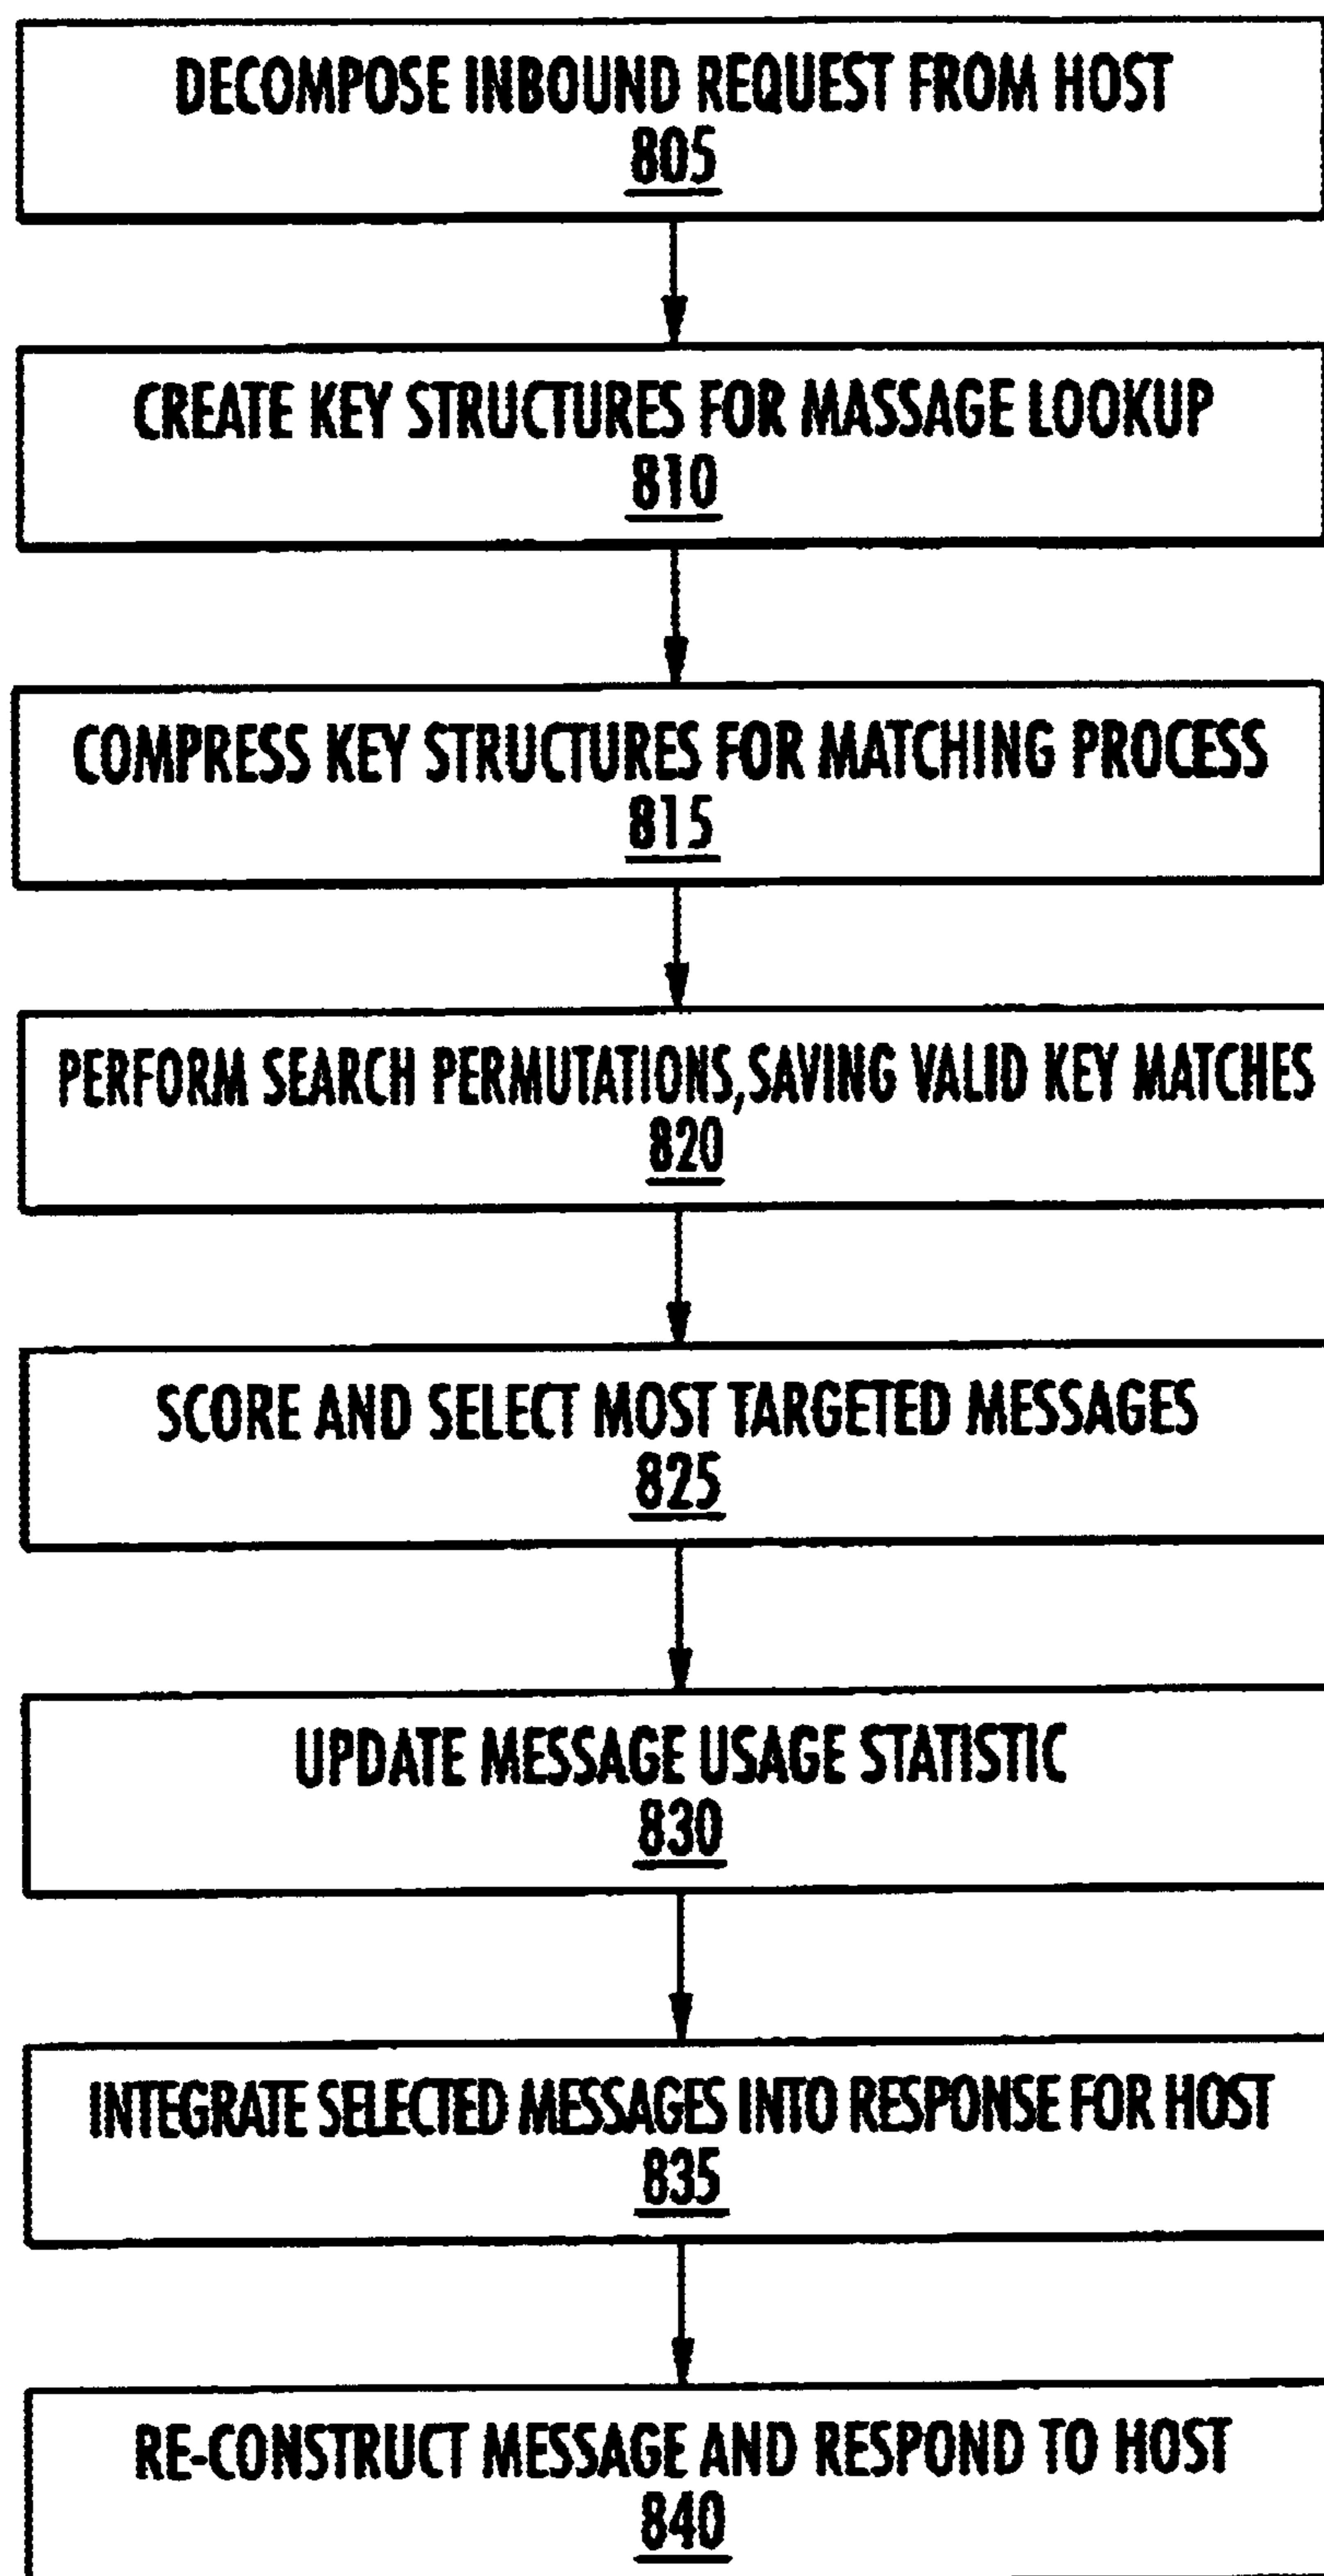 DECOMPOSE INBOUND REQUEST FROM HOST
805
CREATE KEY STRUCTURES FOR MASSAGE LOOKUP
810
COMPRESS KEY STRUCTURES FOR MATCHING PROCESS
815
PERFORM SEARCH PERMUTATIONS, SAVING VALID KEY MATCHES
820
SCORE AND SELECT MOST TARGETED MESSAGES
825
UPDATE MESSAGE USAGE STATISTIC
830
INTEGRATE SELECTED MESSAGES INTO RESPONSE FOR HOST
835
RE-CONSTRUCT MESSAGE AND RESPOND TO HOST
840